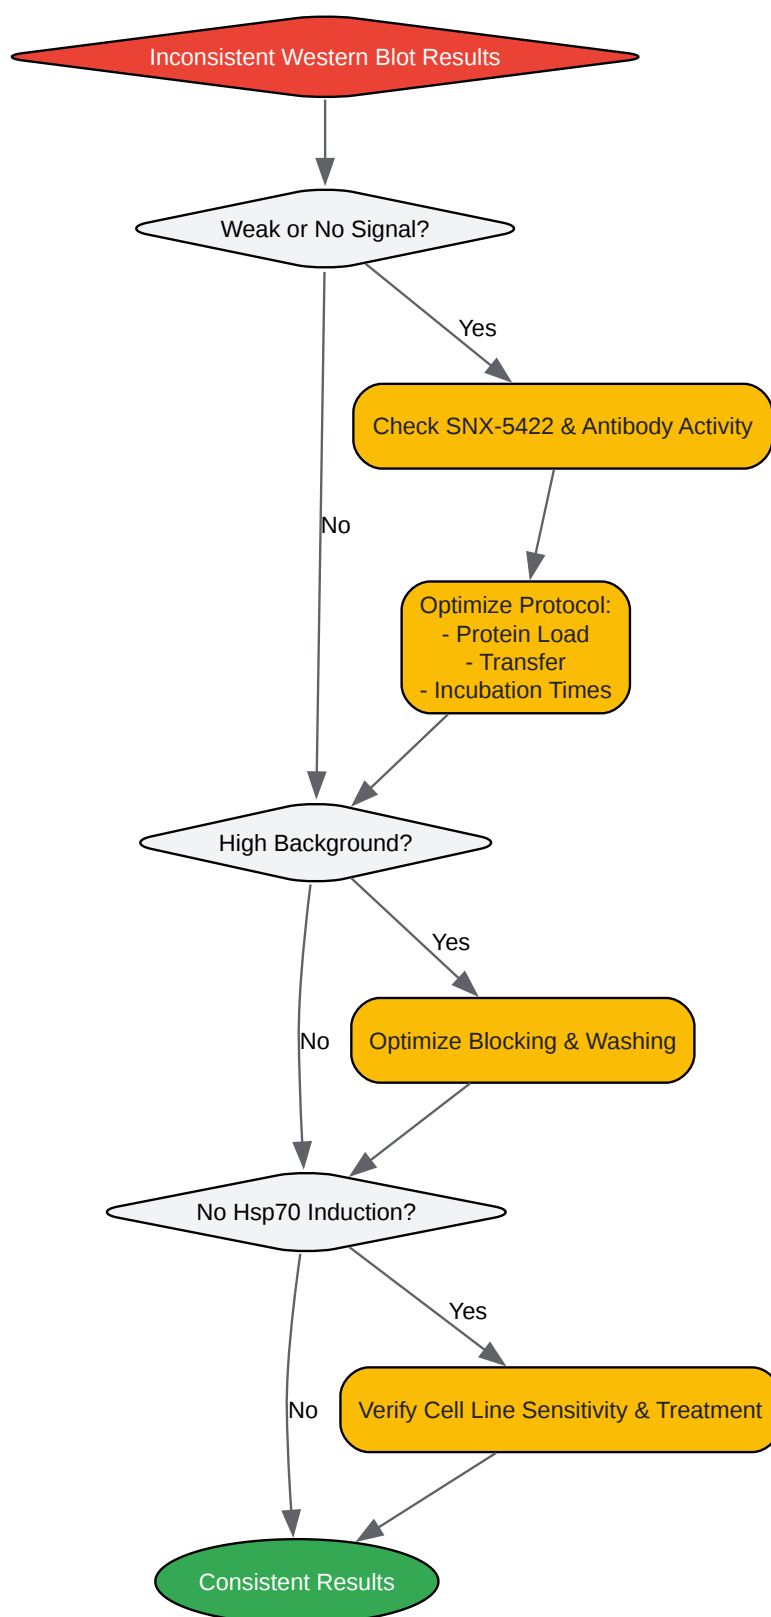 Inconsistent Western Blot Results
Weak or No Signal?
Yes
Check SNX-5422 & Antibody Activity
No
Optimize Protocol:
- Protein Load
- Transfer
- Incubation Times
High Background?
Yes
No
Optimize Blocking & Washing
No Hsp70 Induction?
Yes
No
Verify Cell Line Sensitivity & Treatment
Consistent Results